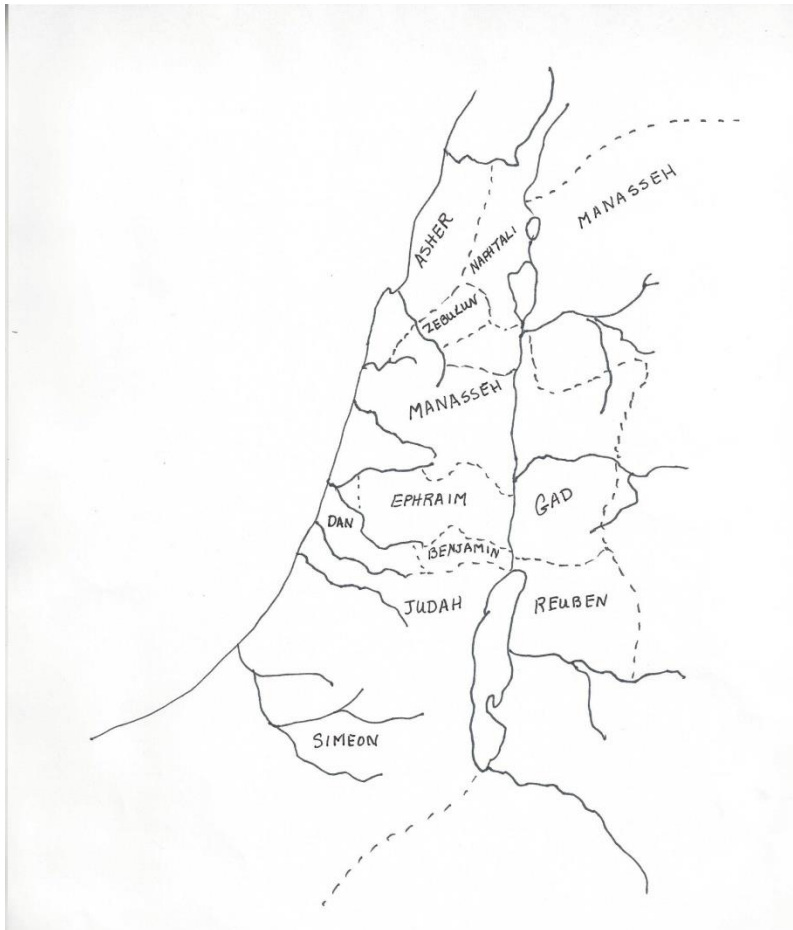 MANASSEH
ASHER
NAPHTALI
ZEBULUN
MANASSEH
EPHRAIM
GAD
DAN
BENJAMIN
JUDAH
REUBEN
SIMEON